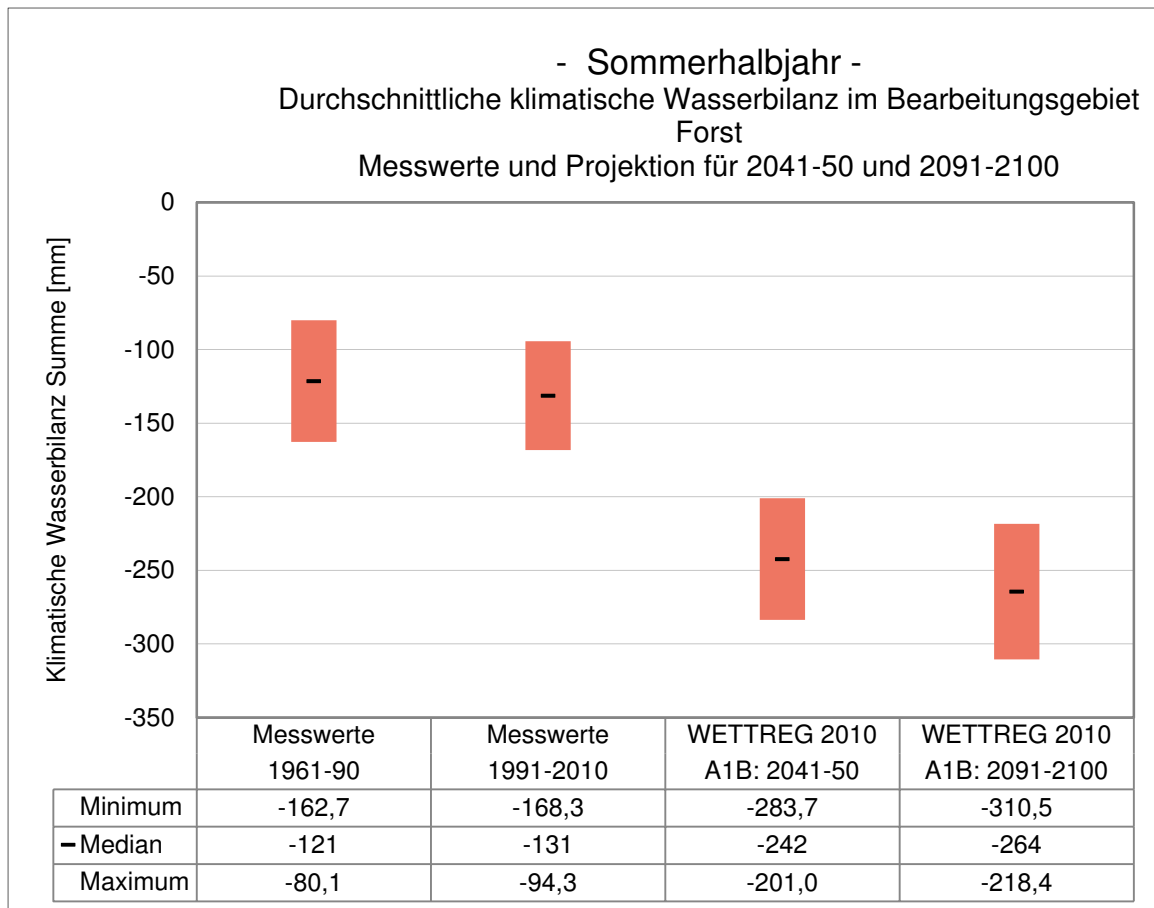 - Sommerhalbjahr -
Durchschnittliche klimatische Wasserbilanz im Bearbeitungsgebiet
Forst
Messwerte und Projektion für 2041-50 und 2091-2100
Klimatische Wasserbilanz Summe [mm]
0
-50
-100
-150
-200
-250
-300
-350
Messwerte Messwerte WETTREG 2010 WETTREG 2010
1961-90 1991-2010 A1B: 2041-50 A1B: 2091-2100
Minimum -162,7 -168,3 -283,7 -310,5
Median -121 -131 -242 -264
Maximum -80,1 -94,3 -201,0 -218,4